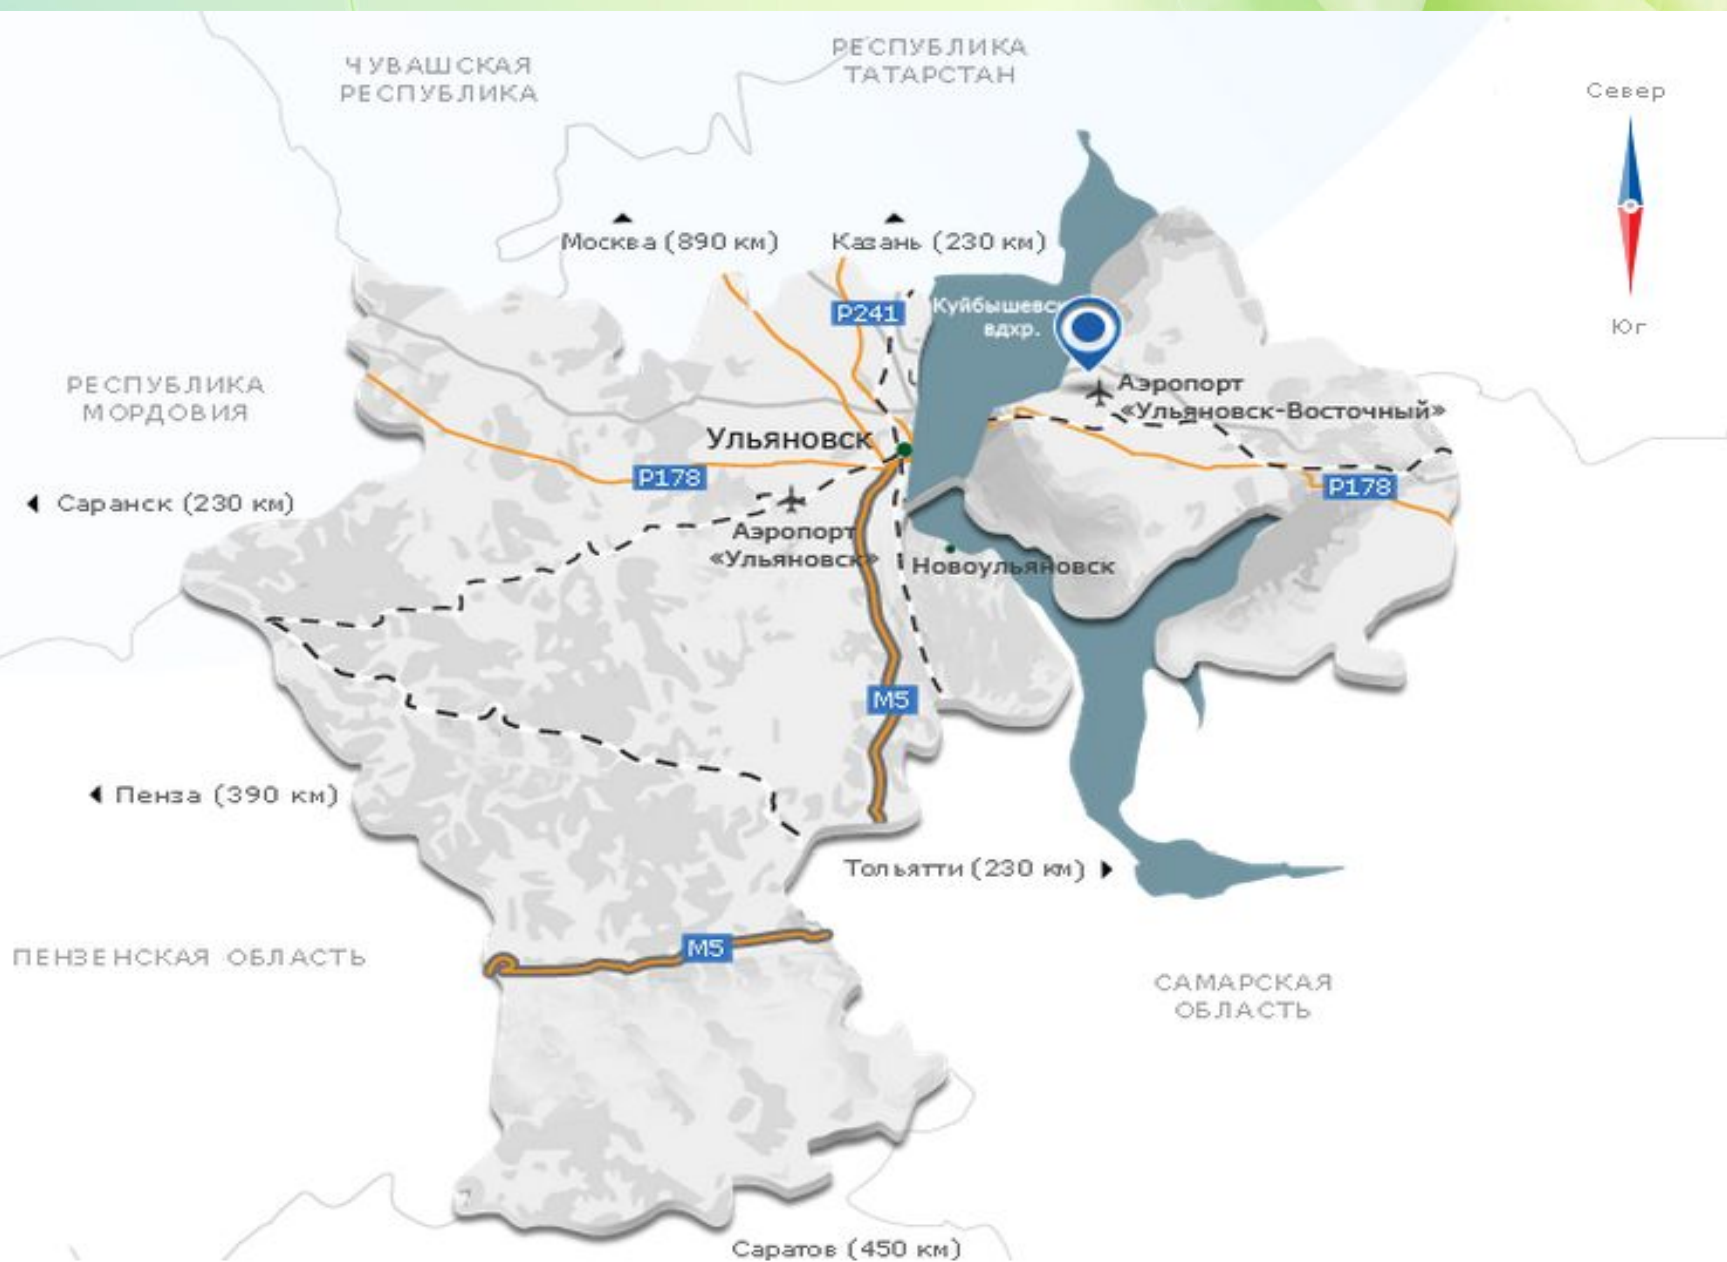 ЧУВАШСКАЯ
РЕСПУБЛИКА
РЕСПУБЛИКА
ТАТАРСТАН
Север
Юг
Москва (890 км)
Казань (230 км)
Р241
вдхр.
РЕСПУБЛИКА
МОРДОВИЯ
Аэропорт
«Ульяновск-Восточный»
Ульяновск
Р178
Р178
Саранск (230 км)
Аэропорт
«Ульяновск»
Новоульяновск
М5
Пенза (390 км)
Тольятти (230 км)
ПЕНЗЕНСКАЯ ОБЛАСТЬ
М5
САМАРСКАЯ
ОБЛАСТЬ
Саратов (450 км)